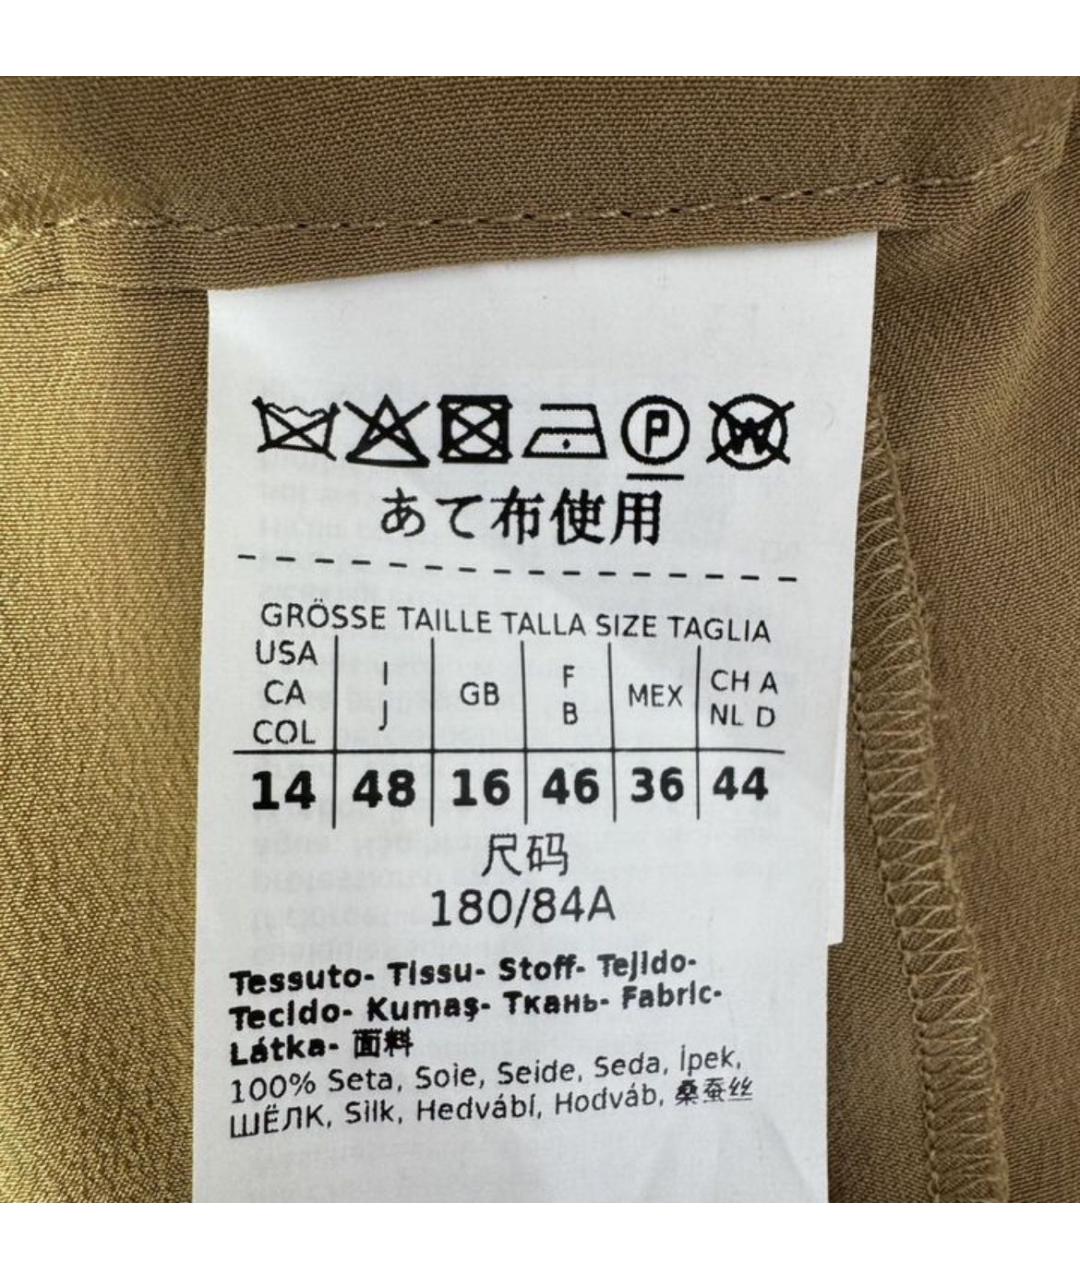 P W
あて布使用
GRÖSSE TAILLE TALLA SIZE TAGLIA
USA CA COL I J GB F B MEX CH A NL D
14 48 16 46 36 44
尺码
180/84A
Tessuto- Tissu- Stoff- Tejido-
Tecido- Kumaş- Ткань- Fabric-
Látka- 面料
100% Seta, Soie, Seide, Seda, İpek,
ШЁЛК, Silk, Hedvábí, Hodváb, 桑蚕丝